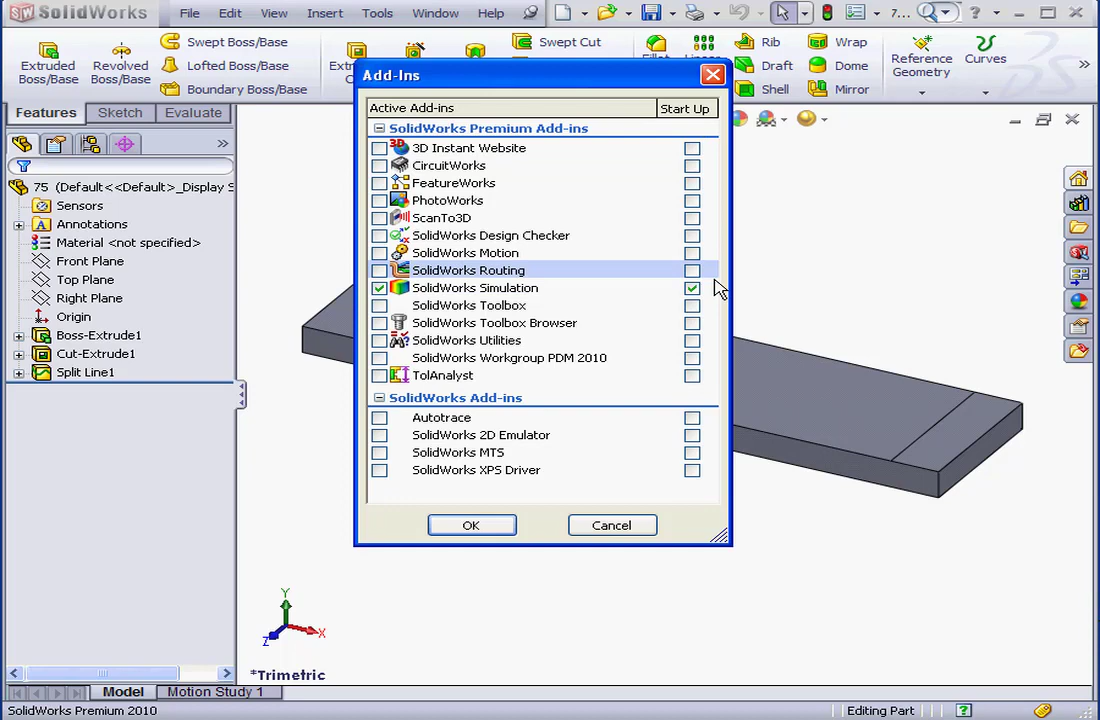 SolidWorks File Edit View Insert Tools Window Help 7...
Extruded Boss/Base
Revolved Boss/Base
Swept Boss/Base
Lofted Boss/Base
Boundary Boss/Base
Swept Cut
Rib
Draft
Shell
Wrap
Dome
Mirror
Reference Geometry
Curves
Features Sketch Evaluate
75 (Default<<Default>_Display S
Sensors
Annotations
Material <not specified>
Front Plane
Top Plane
Right Plane
Origin
Boss-Extrude1
Cut-Extrude1
Split Line1
Add-Ins
Active Add-ins Start Up
SolidWorks Premium Add-ins
3D Instant Website
CircuitWorks
FeatureWorks
PhotoWorks
ScanTo3D
SolidWorks Design Checker
SolidWorks Motion
SolidWorks Routing
SolidWorks Simulation
SolidWorks Toolbox
SolidWorks Toolbox Browser
SolidWorks Utilities
SolidWorks Workgroup PDM 2010
TolAnalyst
SolidWorks Add-ins
Autotrace
SolidWorks 2D Emulator
SolidWorks MTS
SolidWorks XPS Driver
OK Cancel
Y
X
Z
*Trimetric
Model Motion Study 1
SolidWorks Premium 2010 Editing Part